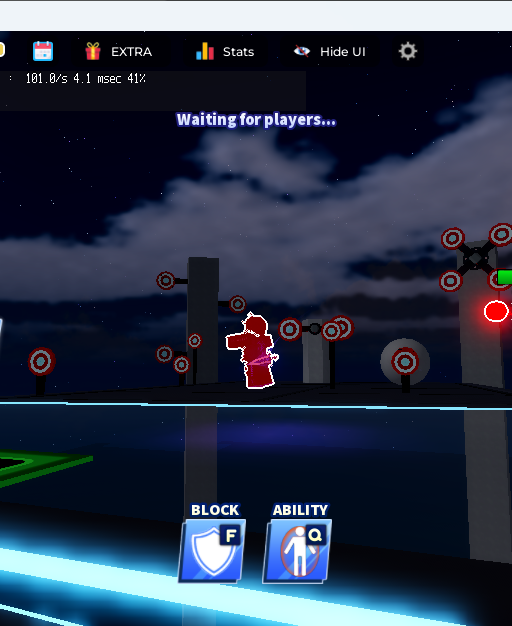 EXTRA
Stats
Hide UI
: 101.0/s 4.1 msec 41%
Waiting for players...
BLOCK
ABILITY
F
Q